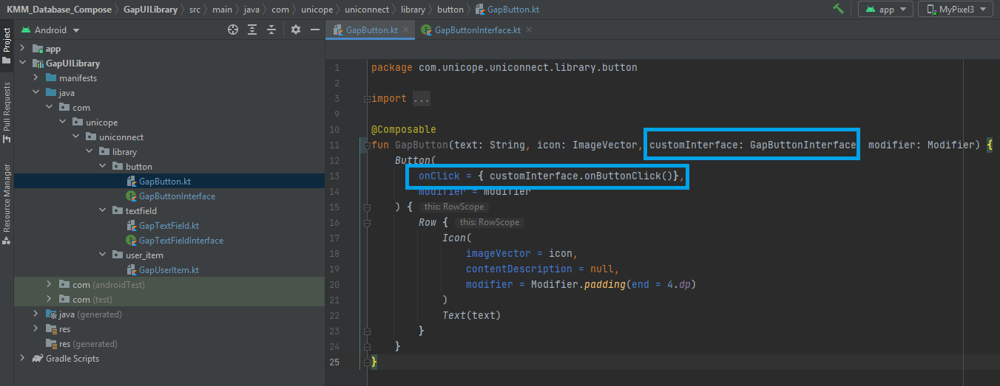 KMM_Database_Compose > GapUILibrary > src > main > java > com > unicope > uniconnect > library > button > GapButton.kt
app
MyPixel3
Project
Pull Requests
Resource Manager
Android
app
GapUILibrary
manifests
java
com
unicope
uniconnect
library
button
GapButton.kt
GapButtonInterface
textfield
GapTextField.kt
GapTextFieldInterface
user_item
GapUserItem.kt
com (androidTest)
com (test)
java (generated)
res
res (generated)
Gradle Scripts
GapButton.kt
GapButtonInterface.kt
1 package com.unicope.uniconnect.library.button
2
3 import ...
9
10 @Composable
11 fun GapButton(text: String, icon: ImageVector, customInterface: GapButtonInterface modifier: Modifier) {
12 Button(
13 onClick = { customInterface.onButtonClick()},
14 modifier = modifier
15 ) { this: RowScope
16 Row { this: RowScope
17 Icon(
18 imageVector = icon,
19 contentDescription = null,
20 modifier = Modifier.padding(end = 4.dp)
21 )
22 Text(text)
23 }
24 }
25 }